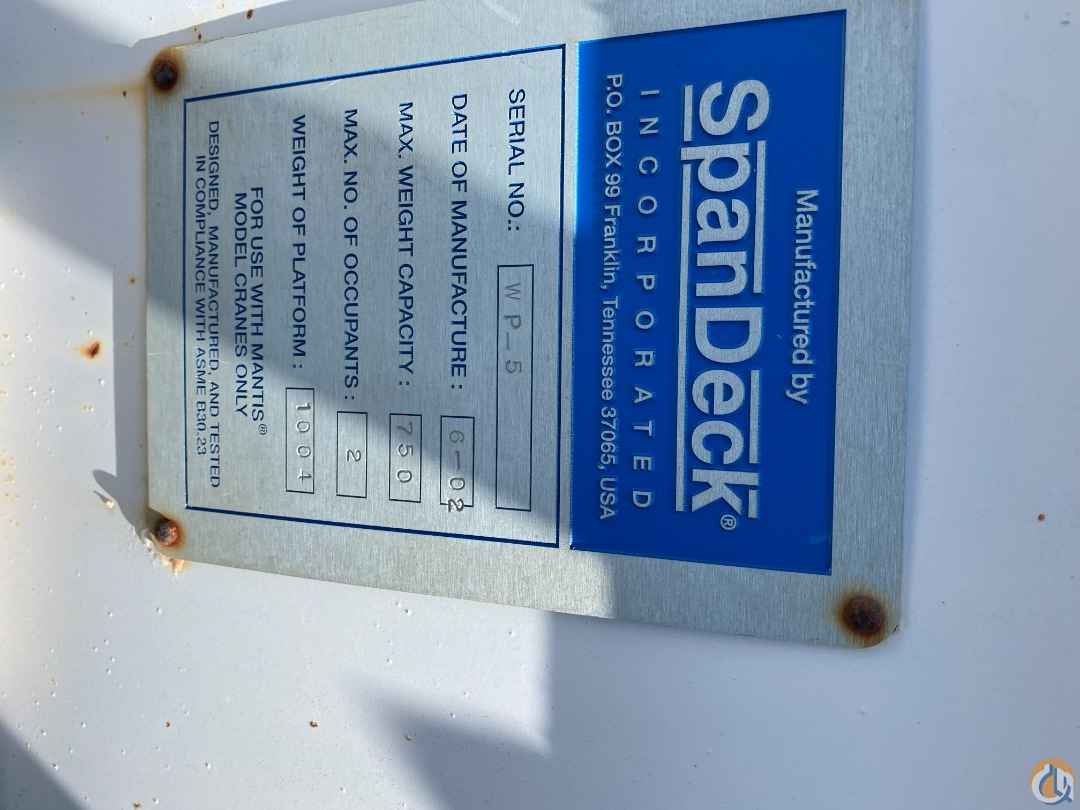 Manufactured by
SpanDeck®
INCORPORATED
P.O. BOX 99 Franklin, Tennessee 37065, USA
SERIAL NO.: WP-5
DATE OF MANUFACTURE: 6-02
MAX. WEIGHT CAPACITY: 750
MAX. NO. OF OCCUPANTS: 2
WEIGHT OF PLATFORM: 1004
FOR USE WITH MANTIS®
MODEL CRANES ONLY
DESIGNED, MANUFACTURED, AND TESTED
IN COMPLIANCE WITH ASME B30.23